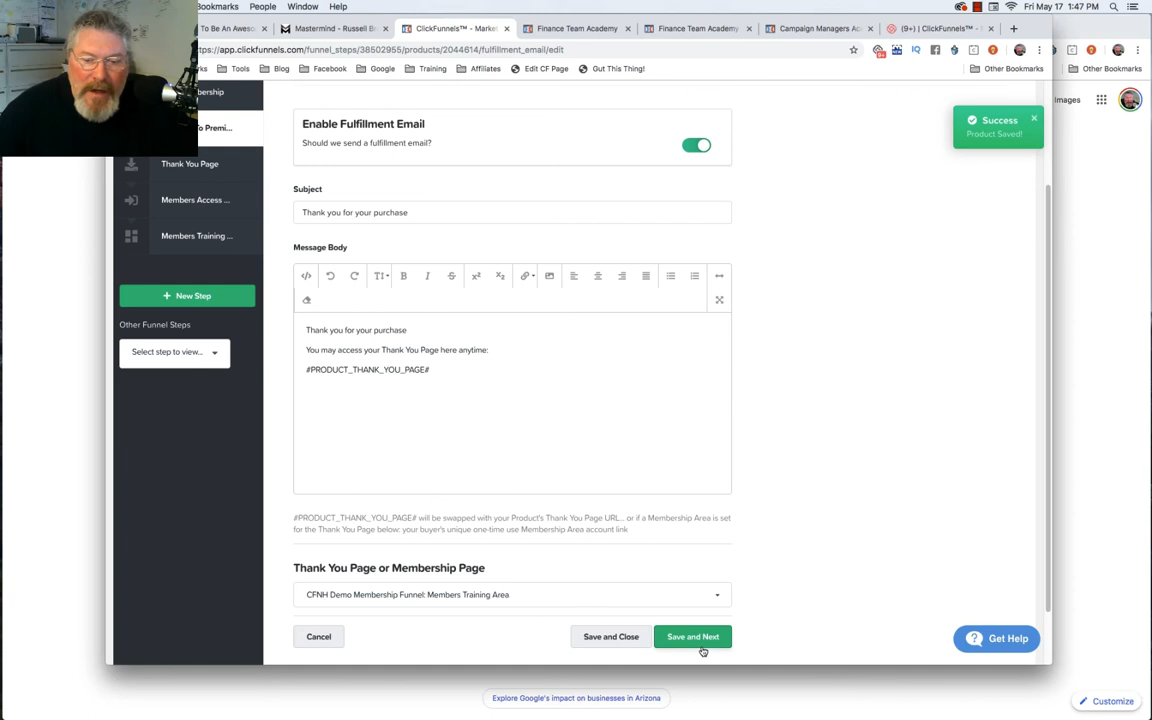 Bookmarks People Window Help
Fri May 17 1:47 PM
To Be An Aweso
Mastermind - Russell Br
ClickFunnels™ - Market
Finance Team Academy
Finance Team Academy
Campaign Managers Ac
(9+) | ClickFunnels™ -
https://app.clickfunnels.com/funnel_steps/38502955/products/2044614/fulfillment_email/edit
Tools
Blog
Facebook
Google
Training
Affiliates
Edit CF Page
Gut This!
Other Bookmarks
Other Bookmarks
Images
bership
To Premi...
Thank You Page
Members Access ...
Members Training ...
+ New Step
Other Funnel Steps
Select step to view...
Enable Fulfillment Email
Should we send a fulfillment email?
Success
Product Saved!
Subject
Thank you for your purchase
Message Body
Thank you for your purchase
You may access your Thank You Page here anytime:
#PRODUCT_THANK_YOU_PAGE#
#PRODUCT_THANK_YOU_PAGE# will be swapped with your Product's Thank You Page URL... or if a Membership Area is set
for the Thank You Page below: your buyer's unique one-time use Membership Area account link
Thank You Page or Membership Page
CFNH Demo Membership Funnel: Members Training Area
Cancel
Save and Close
Save and Next
Get Help
Explore Google's impact on businesses in Arizona
Customize